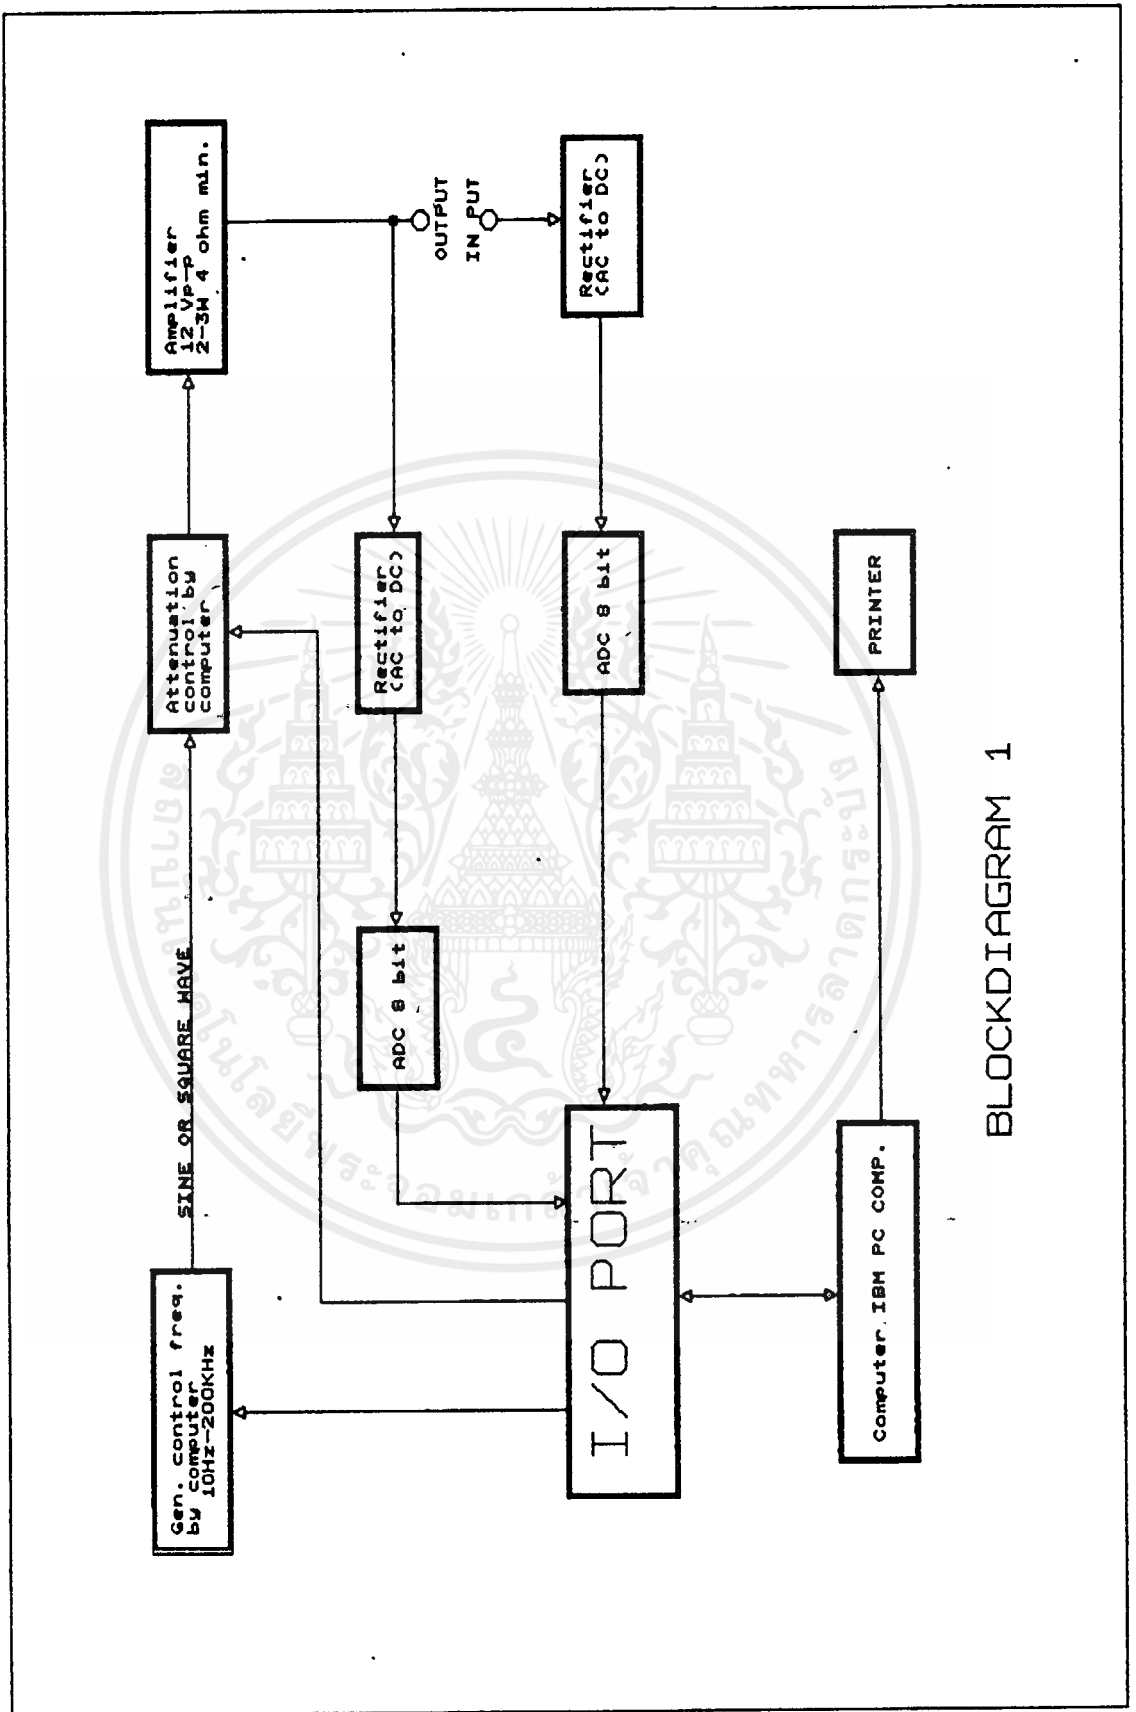 Gen. control freq.
by computer
10Hz-200KHz
SINE OR SQUARE WAVE
Attenuation
control by
computer
Amplifier
12 Vp-p
2-3W 4 ohm min.
ADC 8 bit
Rectifier
(AC to DC)
OUTPUT
IN PUT
I/O PORT
ADC 8 bit
Rectifier
(AC to DC)
Computer IBM PC COMP.
PRINTER
BLOCKDIAGRAM 1